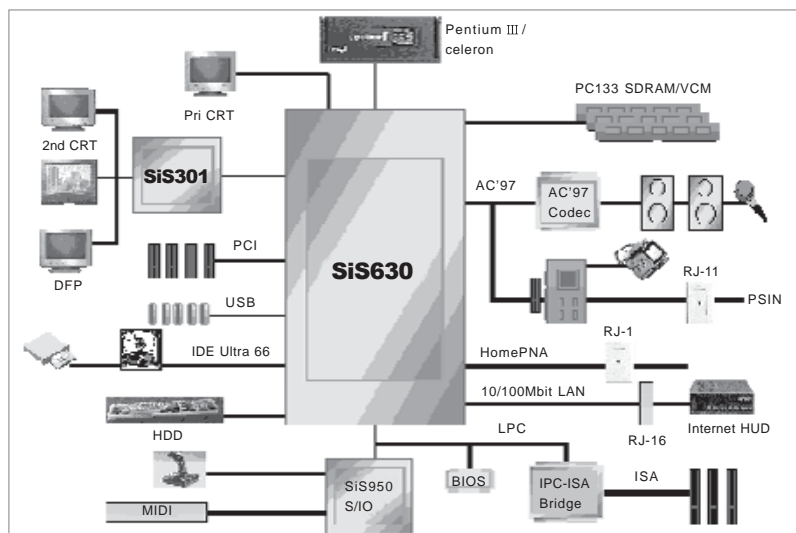 Pentium III /
celeron
Pri CRT
PC133 SDRAM/VCM
2nd CRT
SiS301
AC'97
AC'97
Codec
PCI
DFP
SiS630
RJ-11
USB
PSIN
IDE Ultra 66
RJ-1
HomePNA
10/100Mbit LAN
HDD
LPC
RJ-16
Internet HUD
SiS950
S/IO
BIOS
IPC-ISA
Bridge
ISA
MIDI